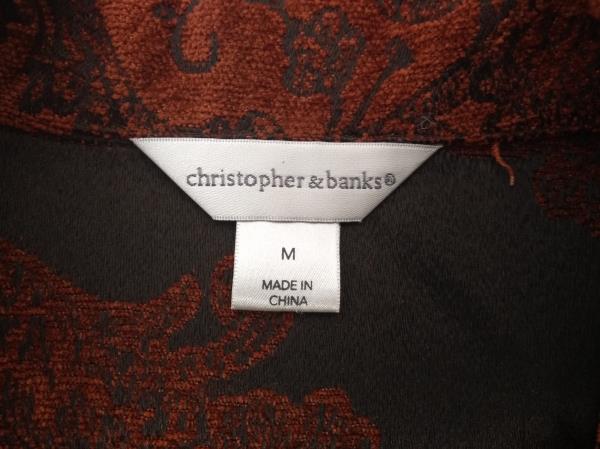 christopher & banks®
M
MADE IN
CHINA